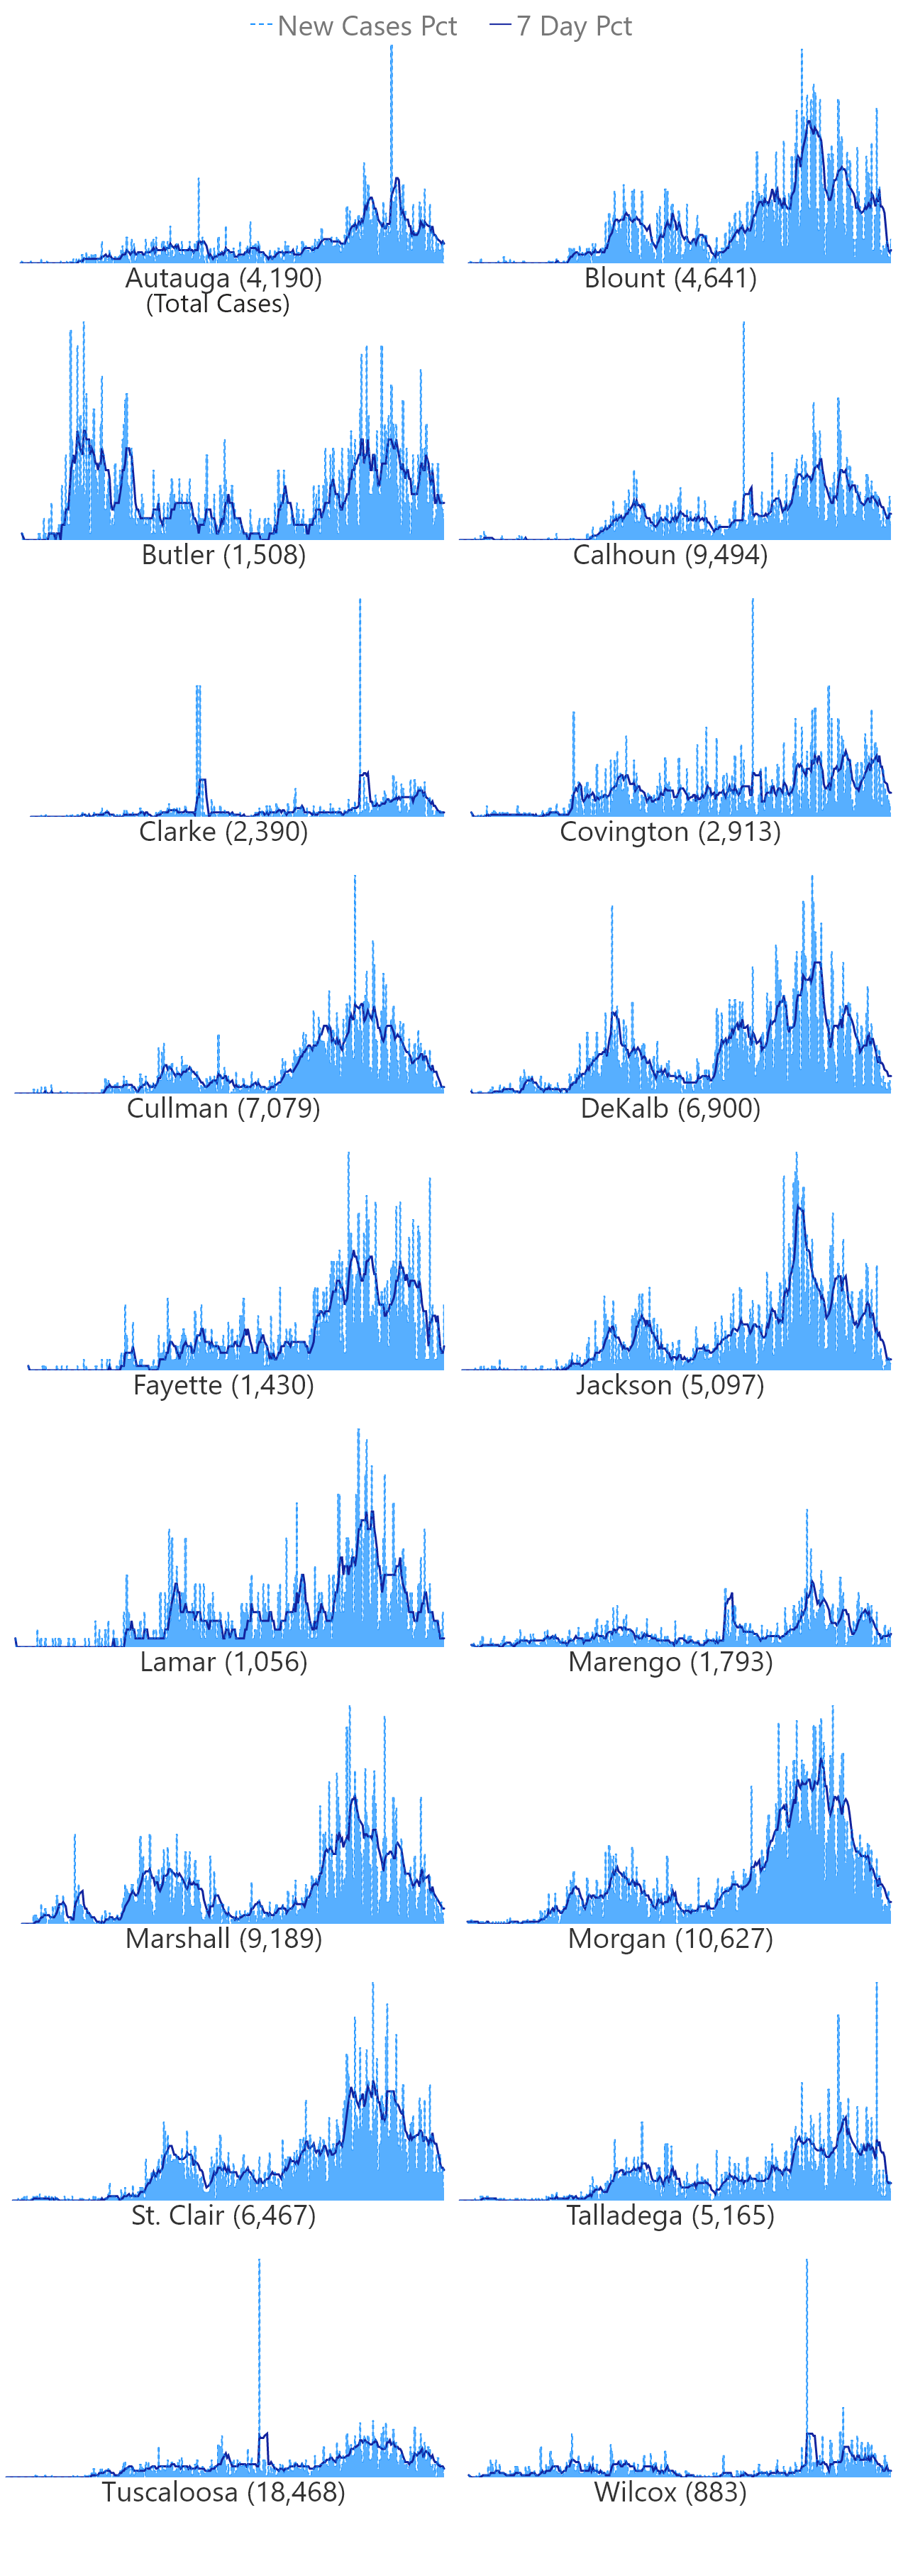 New Cases Pct 7 Day Pct
Autauga (4,190) Blount (4,641)
(Total Cases)
Butler (1,508) Calhoun (9,494)
Clarke (2,390) Covington (2,913)
Cullman (7,079) DeKalb (6,900)
Fayette (1,430) Jackson (5,097)
Lamar (1,056) Marengo (1,793)
Marshall (9,189) Morgan (10,627)
St. Clair (6,467) Talladega (5,165)
Tuscaloosa (18,468) Wilcox (883)